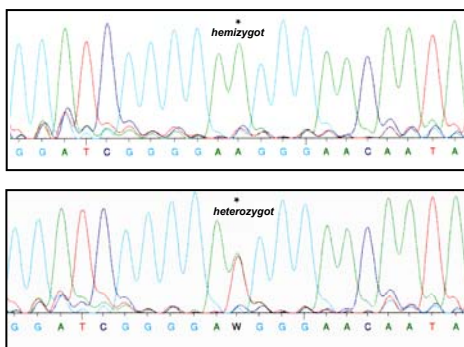 *
hemizygot
G G A T C G G G G A A G G G A A C A A T A
*
heterozygot
G G A T C G G G G A W G G G A A C A A T A